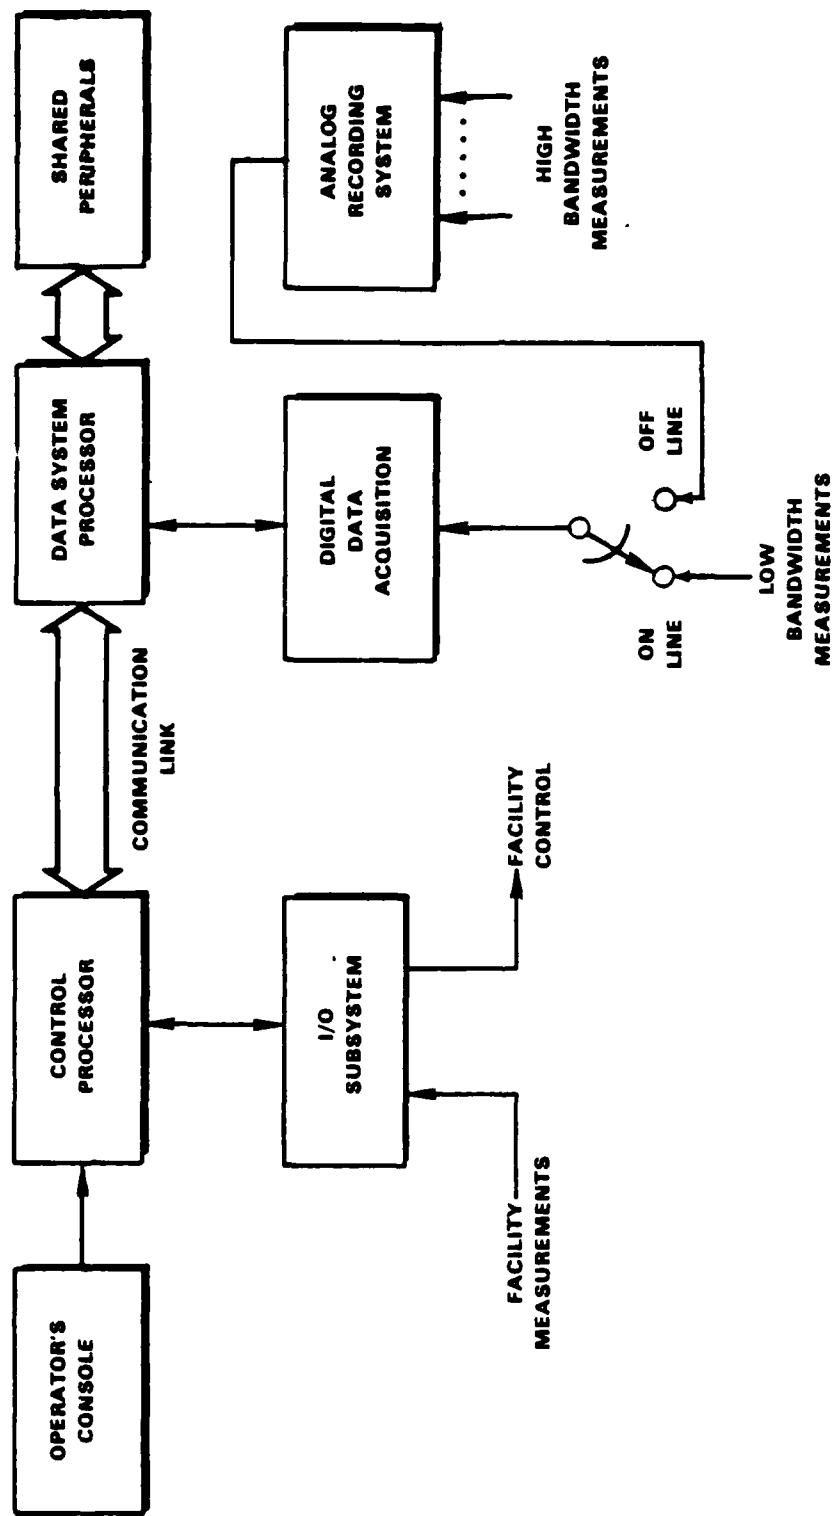 OPERATOR'S
CONSOLE
CONTROL
PROCESSOR
COMMUNICATION
LINK
DATA SYSTEM
PROCESSOR
SHARED
PERIPHERALS
I/O
SUBSYSTEM
FACILITY
MEASUREMENTS
FACILITY
CONTROL
DIGITAL
DATA
ACQUISITION
ANALOG
RECORDING
SYSTEM
ON
LINE
OFF
LINE
LOW
BANDWIDTH
MEASUREMENTS
HIGH
BANDWIDTH
MEASUREMENTS